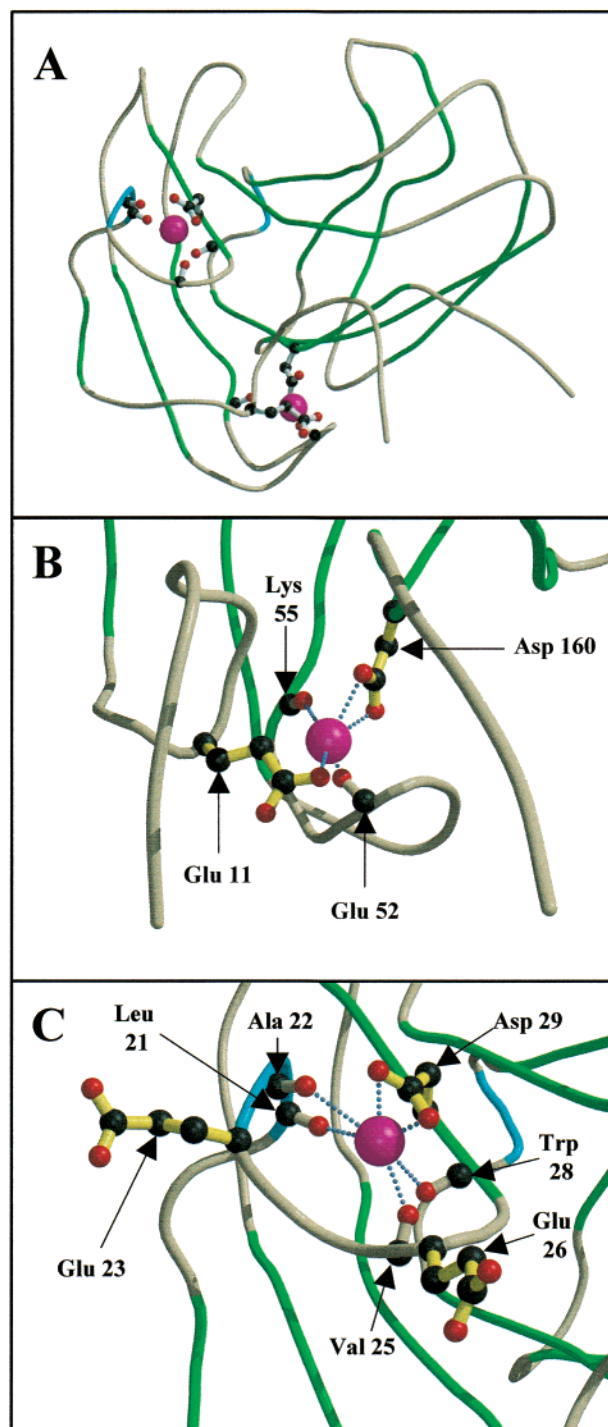 A
B
Lys
55
Asp 160
Glu 11
Glu 52
C
Leu
21
Ala 22
Asp 29
Trp
28
Glu
26
Glu 23
Val 25